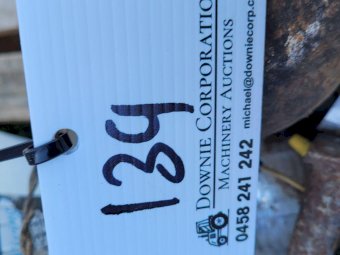 134
DOWNIE CORPORATIO
MACHINERY AUCTIONS
0458 241 242
michael@downiecorp.c